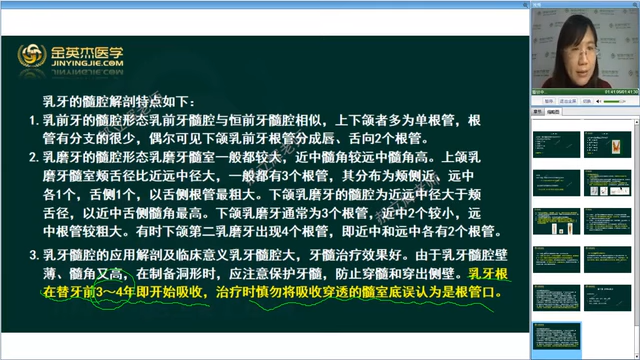 金英杰医学
JINYINGJIE.COM
乳牙的髓腔解剖特点如下：
1. 乳前牙的髓腔形态乳前牙髓腔与恒前牙髓腔相似，上下颌者多为单根管，根
管有分支的很少，偶尔可见下颌乳前牙根管分成唇、舌向2个根管。
2. 乳磨牙的髓腔形态乳磨牙髓室一般都较大，近中髓角较远中髓角高。上颌乳
磨牙髓室颊舌径比近远中径大，一般都有3个根管，其分布为颊侧近、远中
各1个，舌侧1个，以舌侧根管最粗大。下颌乳磨牙的髓腔为近远中径大于颊
舌径，以近中舌侧髓角最高。下颌乳磨牙通常为3个根管，近中2个较小，远
中根管较粗大。有时下颌第二乳磨牙出现4个根管，即近中和远中各有2个根管。
3. 乳牙髓腔的应用解剖及临床意义乳牙髓腔大，牙髓治疗效果好。由于乳牙髓腔壁
薄、髓角又高，在制备洞形时，应注意保护牙髓，防止穿髓和穿出侧壁。乳牙根
在替牙前3～4年即开始吸收，治疗时慎勿将吸收穿透的髓室底误认为是根管口。